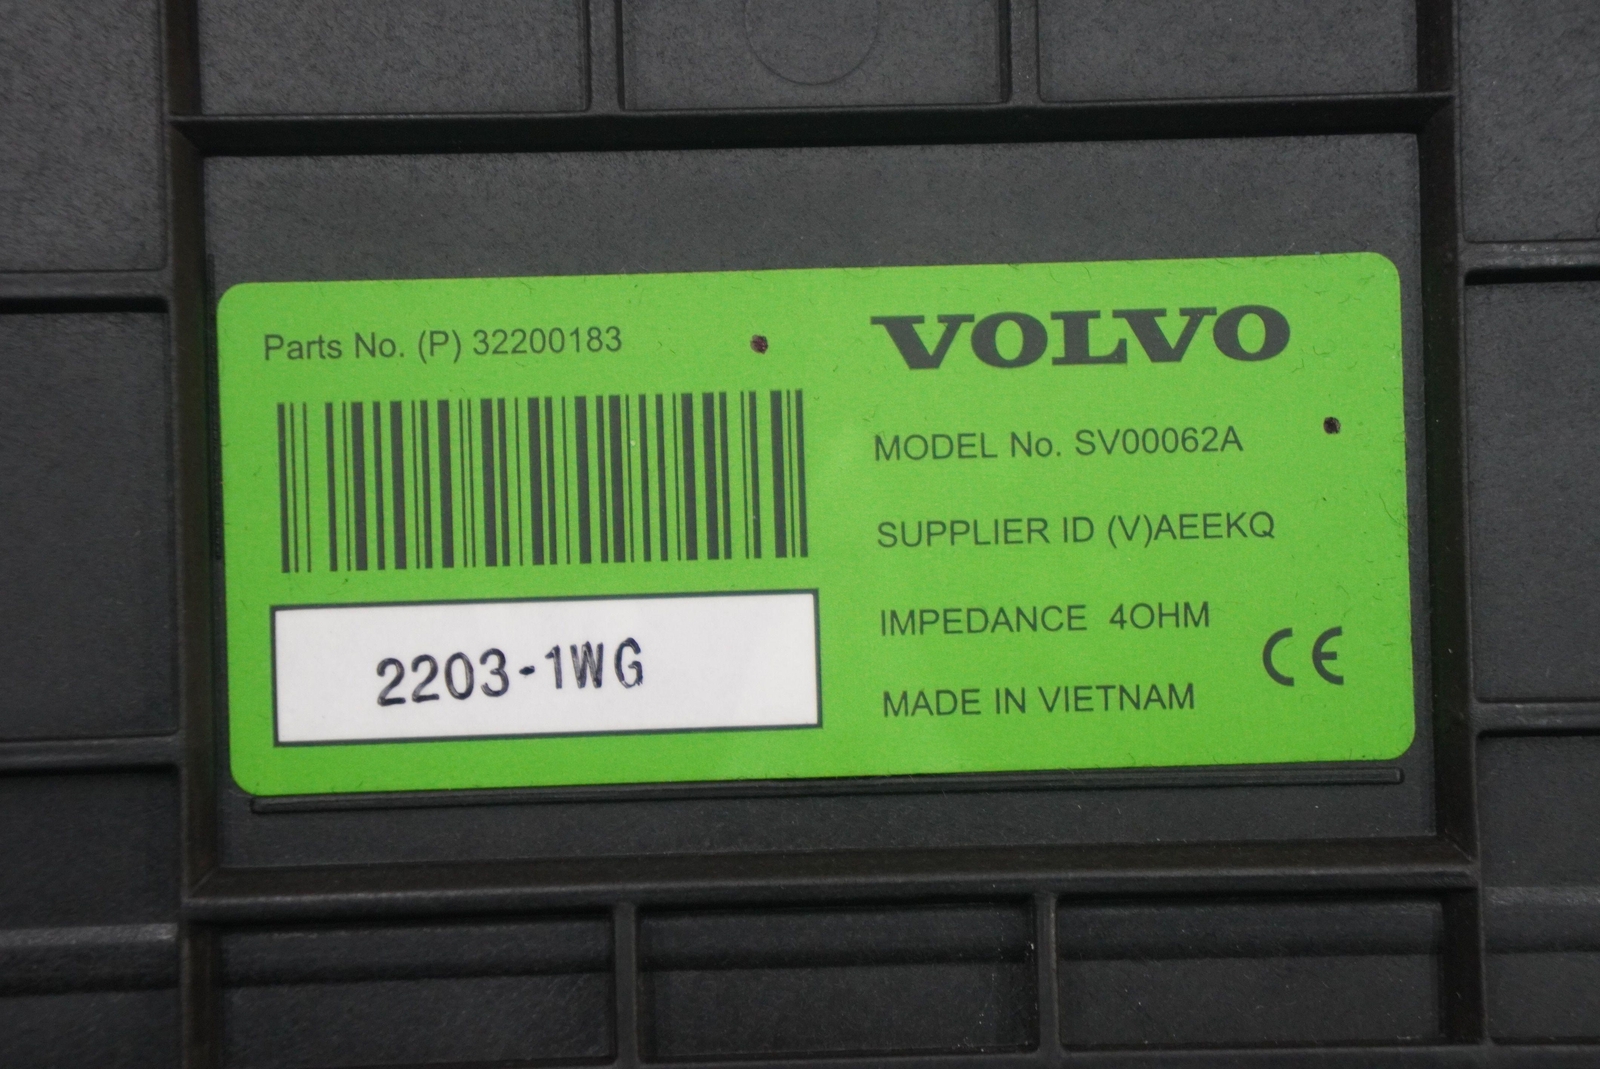 Parts No. (P) 32200183
2203-1WG
VOLVO
MODEL No. SV00062A
SUPPLIER ID (V)AEEKQ
IMPEDANCE 4OHM
CE
MADE IN VIETNAM